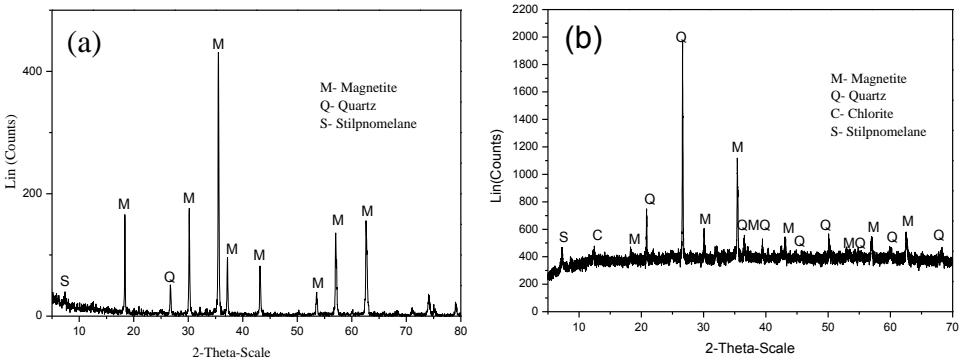 (a)
M- Magnetite
Q- Quartz
S- Stilpnomelane
Lin (Counts)
400
200
0
S
M
Q
M
M
M
M
M
M
M
10 20 30 40 50 60 70 80
2-Theta-Scale
(b)
M- Magnetite
Q- Quartz
C- Chlorite
S- Stilpnomelane
Lin(Counts)
2200
2000
1800
1600
1400
1200
1000
800
600
400
200
0
S
C
M
Q
Q
M
M
Q M Q
M
Q
Q
M
Q
M
Q
M
Q
10 20 30 40 50 60 70
2-Theta-Scale